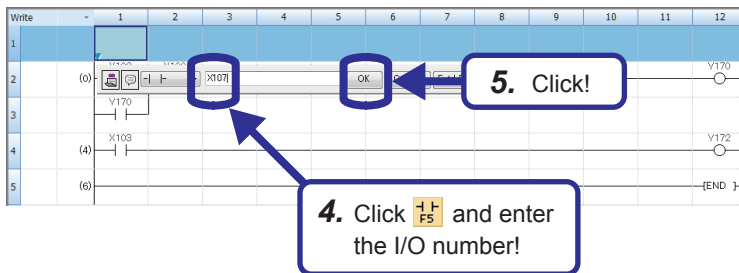 Write 1 2 3 4 5 6 7 8 9 10 11 12
1
Y170
2 (0) X107 OK
5. Click!
Y170
3
X103 Y172
4 (4)
5 (6) [END ]
4. Click F5 and enter
the I/O number!